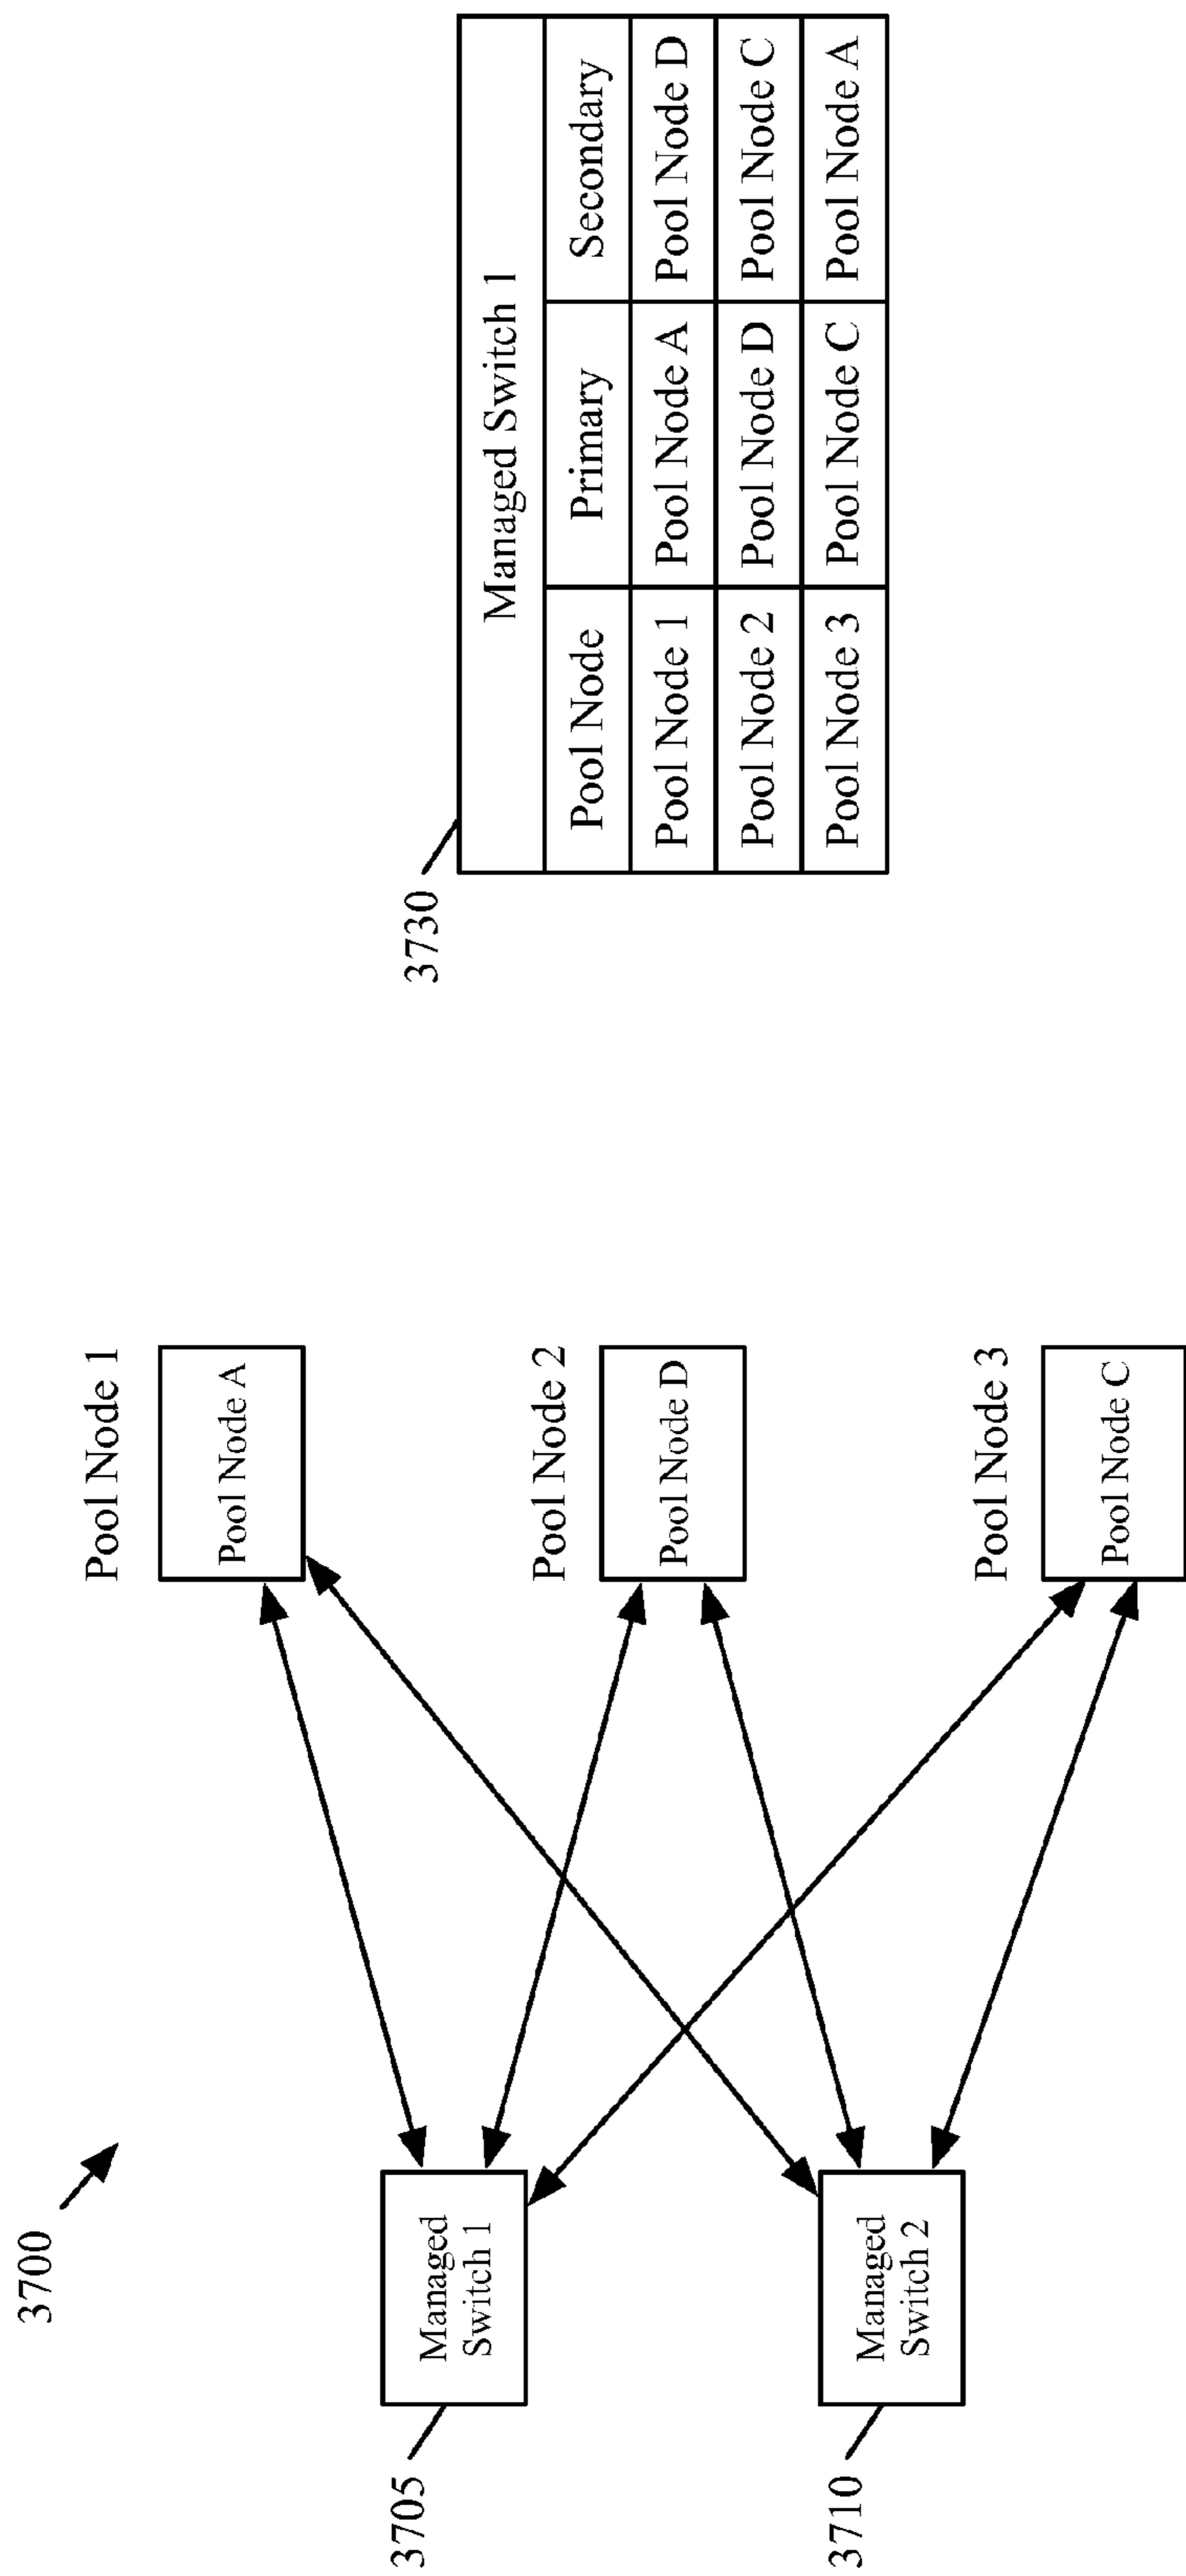 3700
Pool Node 1
Pool Node A
3705
Managed
Switch 1
Pool Node 2
Pool Node D
3710
Managed
Switch 2
Pool Node 3
Pool Node C
3730
Managed Switch 1
Pool Node Primary Secondary
Pool Node 1 Pool Node A Pool Node D
Pool Node 2 Pool Node D Pool Node C
Pool Node 3 Pool Node C Pool Node A